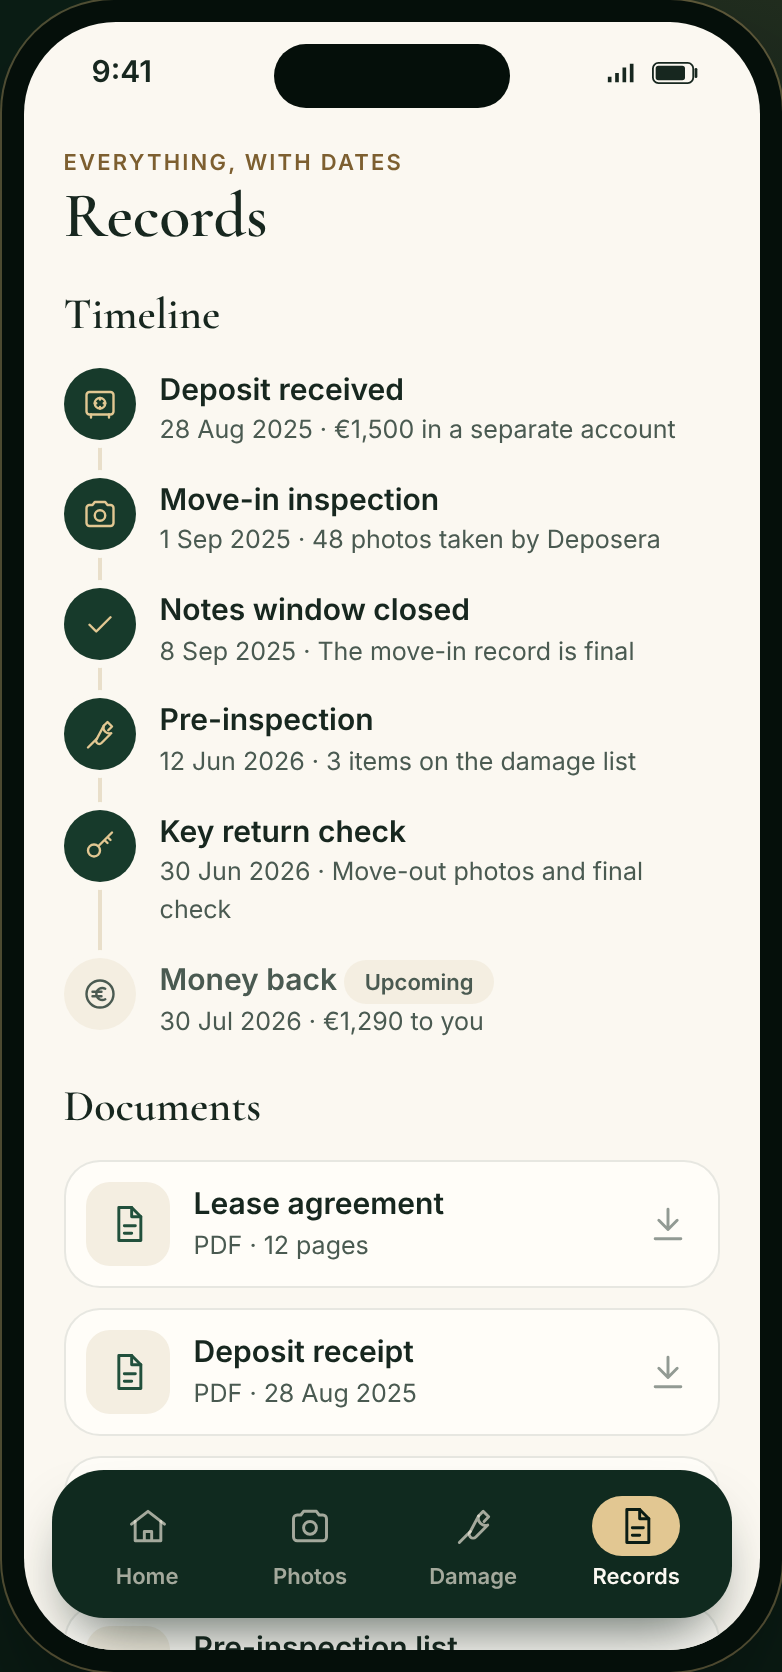 9:41
EVERYTHING, WITH DATES
Records
Timeline
Deposit received
28 Aug 2025 · €1,500 in a separate account
Move-in inspection
1 Sep 2025 · 48 photos taken by Deposera
Notes window closed
8 Sep 2025 · The move-in record is final
Pre-inspection
12 Jun 2026 · 3 items on the damage list
Key return check
30 Jun 2026 · Move-out photos and final
check
Money back Upcoming
30 Jul 2026 · €1,290 to you
Documents
Lease agreement
PDF · 12 pages
Deposit receipt
PDF · 28 Aug 2025
Home Photos Damage Records
Pre-inspection list